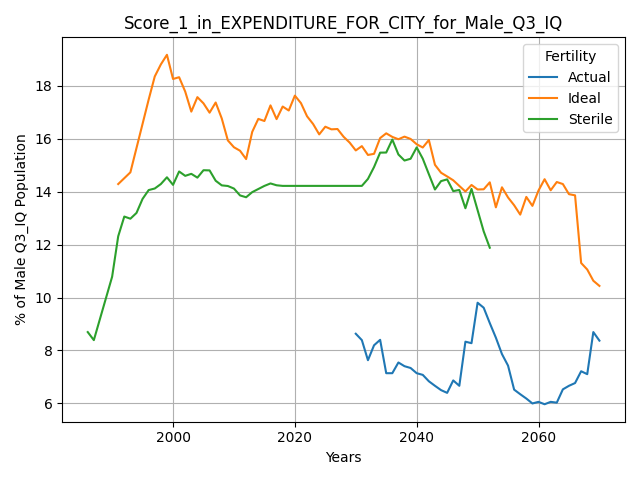 Score_1_in_EXPENDITURE_FOR_CITY_for_Male_Q3_IQ
Fertility
Actual
Ideal
Sterile
% of Male Q3_IQ Population
18
16
14
12
10
8
6
2000
2020
2040
2060
Years